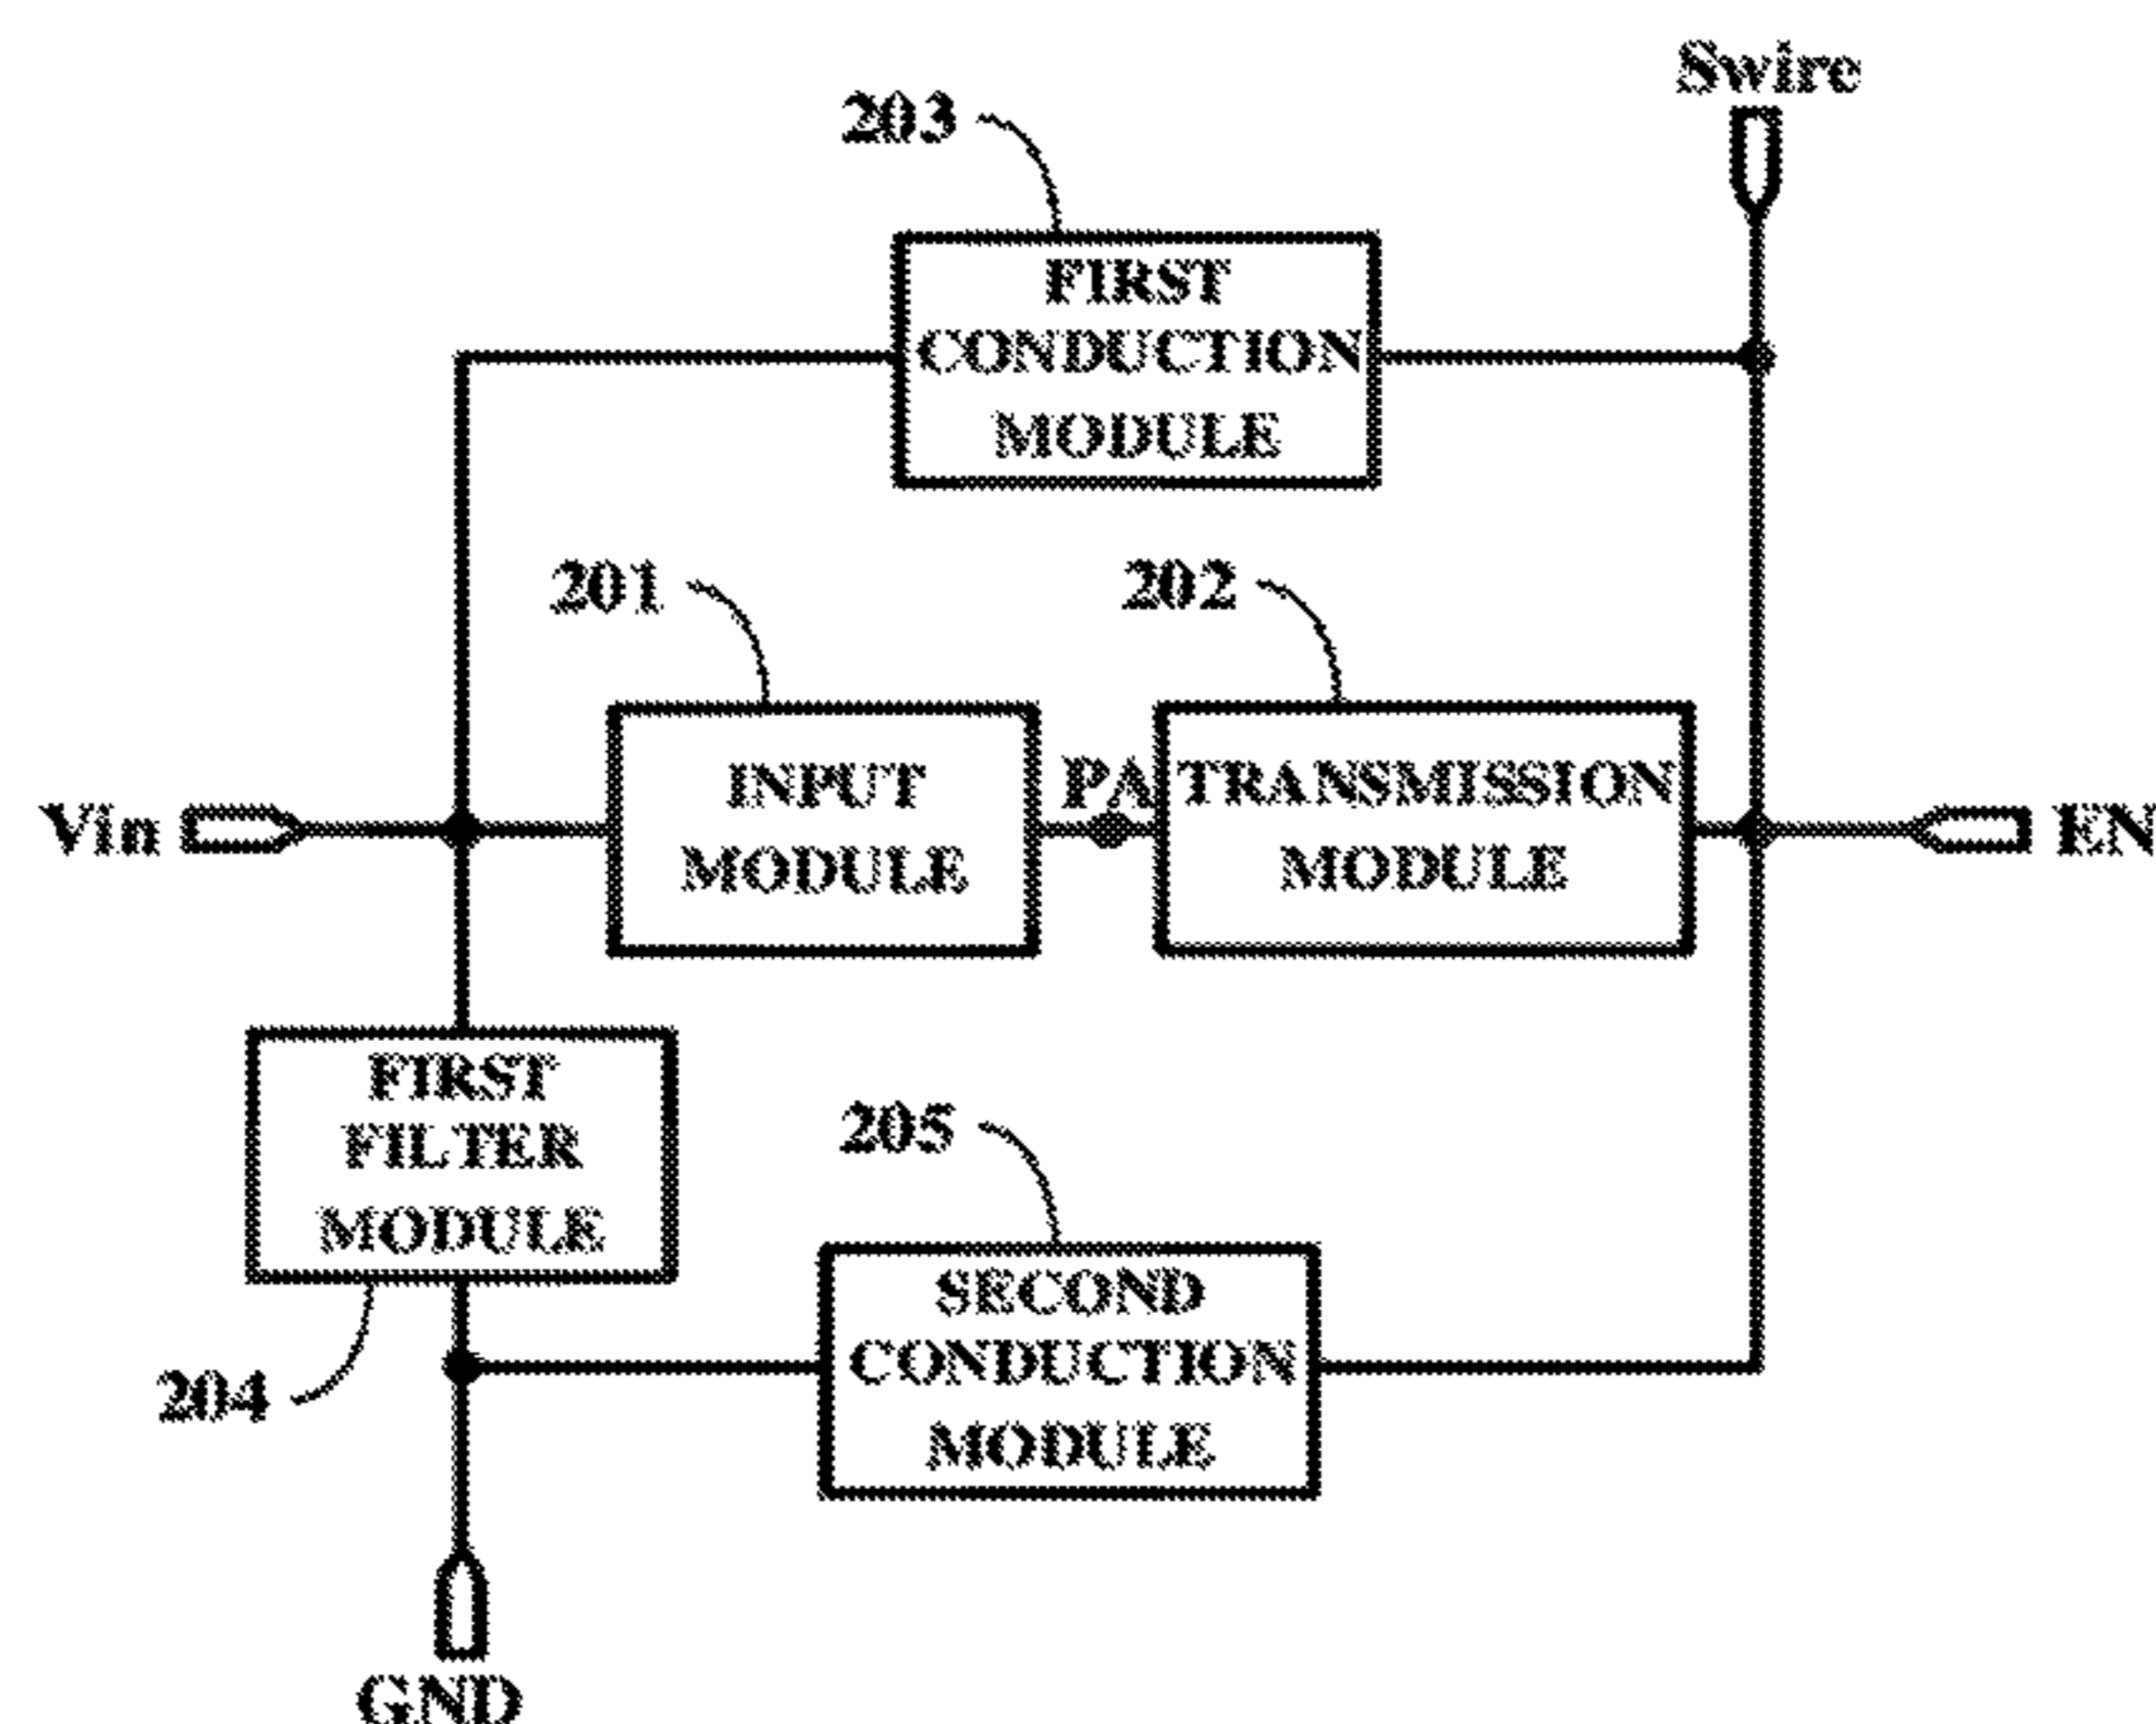 Swire
203
FIRST
CONDUCTION
MODULE
201
202
Vin
INPUT
MODULE
PA
TRANSMISSION
MODULE
EN
FIRST
FILTER
MODULE
205
204
SECOND
CONDUCTION
MODULE
GND